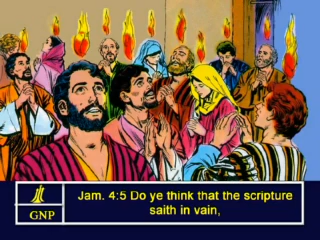 Jam. 4:5 Do ye think that the scripture
saith in vain,
GNP